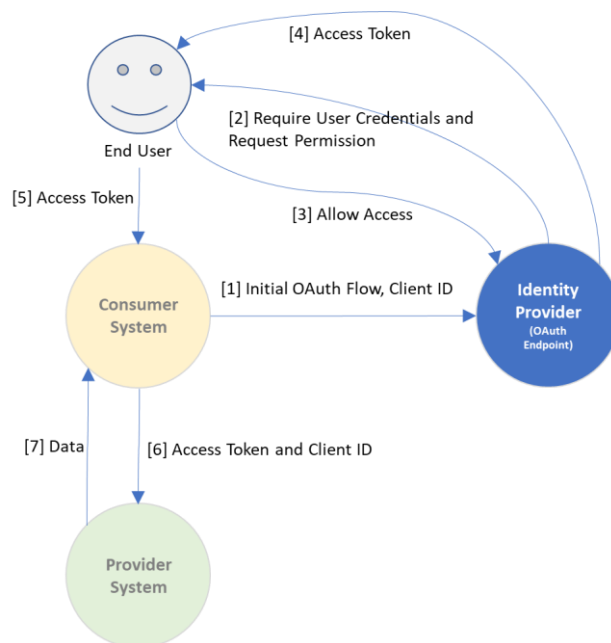 [4] Access Token
[2] Require User Credentials and
Request Permission
End User
[5] Access Token
[3] Allow Access
[1] Initial OAuth Flow, Client ID
Consumer
System
Identity
Provider
(OAuth
Endpoint)
[7] Data
[6] Access Token and Client ID
Provider
System